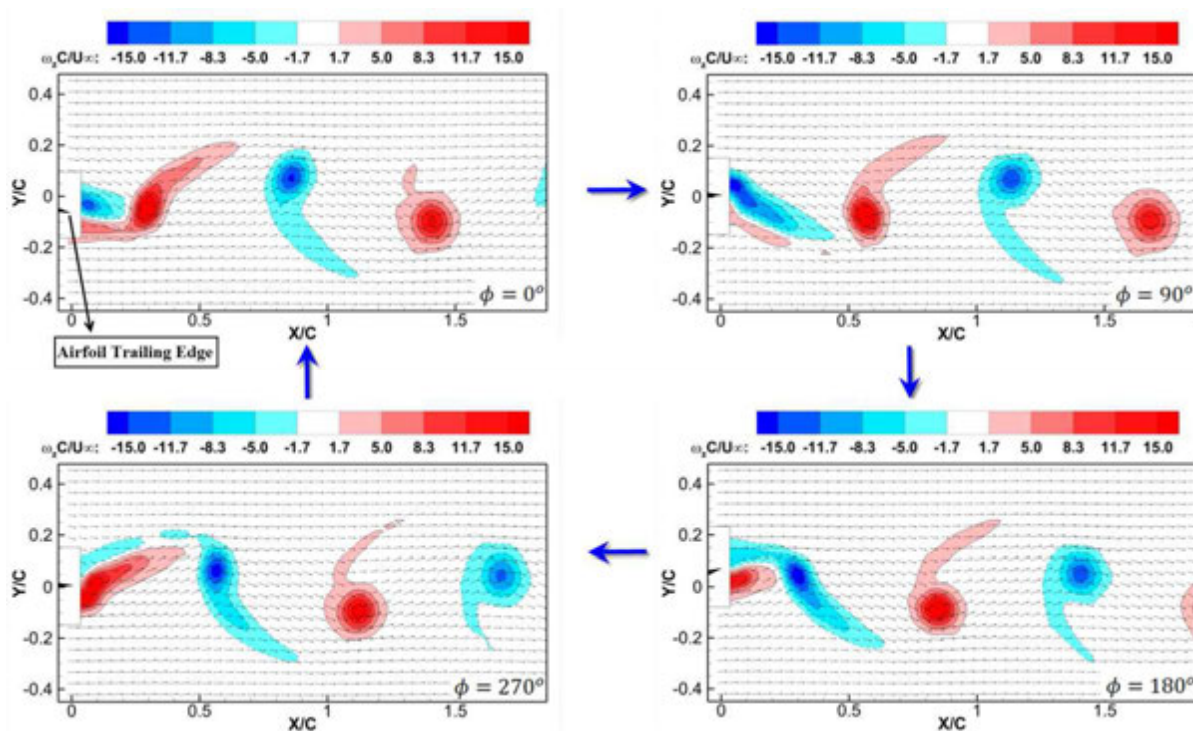 ω_zC/U∞: -15.0 -11.7 -8.3 -5.0 -1.7 1.7 5.0 8.3 11.7 15.0
0.4
0.2
0
-0.2
-0.4
Y/C
0 0.5 1 1.5
X/C
ϕ = 0°
Airfoil Trailing Edge
ω_zC/U∞: -15.0 -11.7 -8.3 -5.0 -1.7 1.7 5.0 8.3 11.7 15.0
0.4
0.2
0
-0.2
-0.4
Y/C
0 0.5 1 1.5
X/C
ϕ = 90°
ω_zC/U∞: -15.0 -11.7 -8.3 -5.0 -1.7 1.7 5.0 8.3 11.7 15.0
0.4
0.2
0
-0.2
-0.4
Y/C
0 0.5 1 1.5
X/C
ϕ = 270°
ω_zC/U∞: -15.0 -11.7 -8.3 -5.0 -1.7 1.7 5.0 8.3 11.7 15.0
0.4
0.2
0
-0.2
-0.4
Y/C
0 0.5 1 1.5
X/C
ϕ = 180°